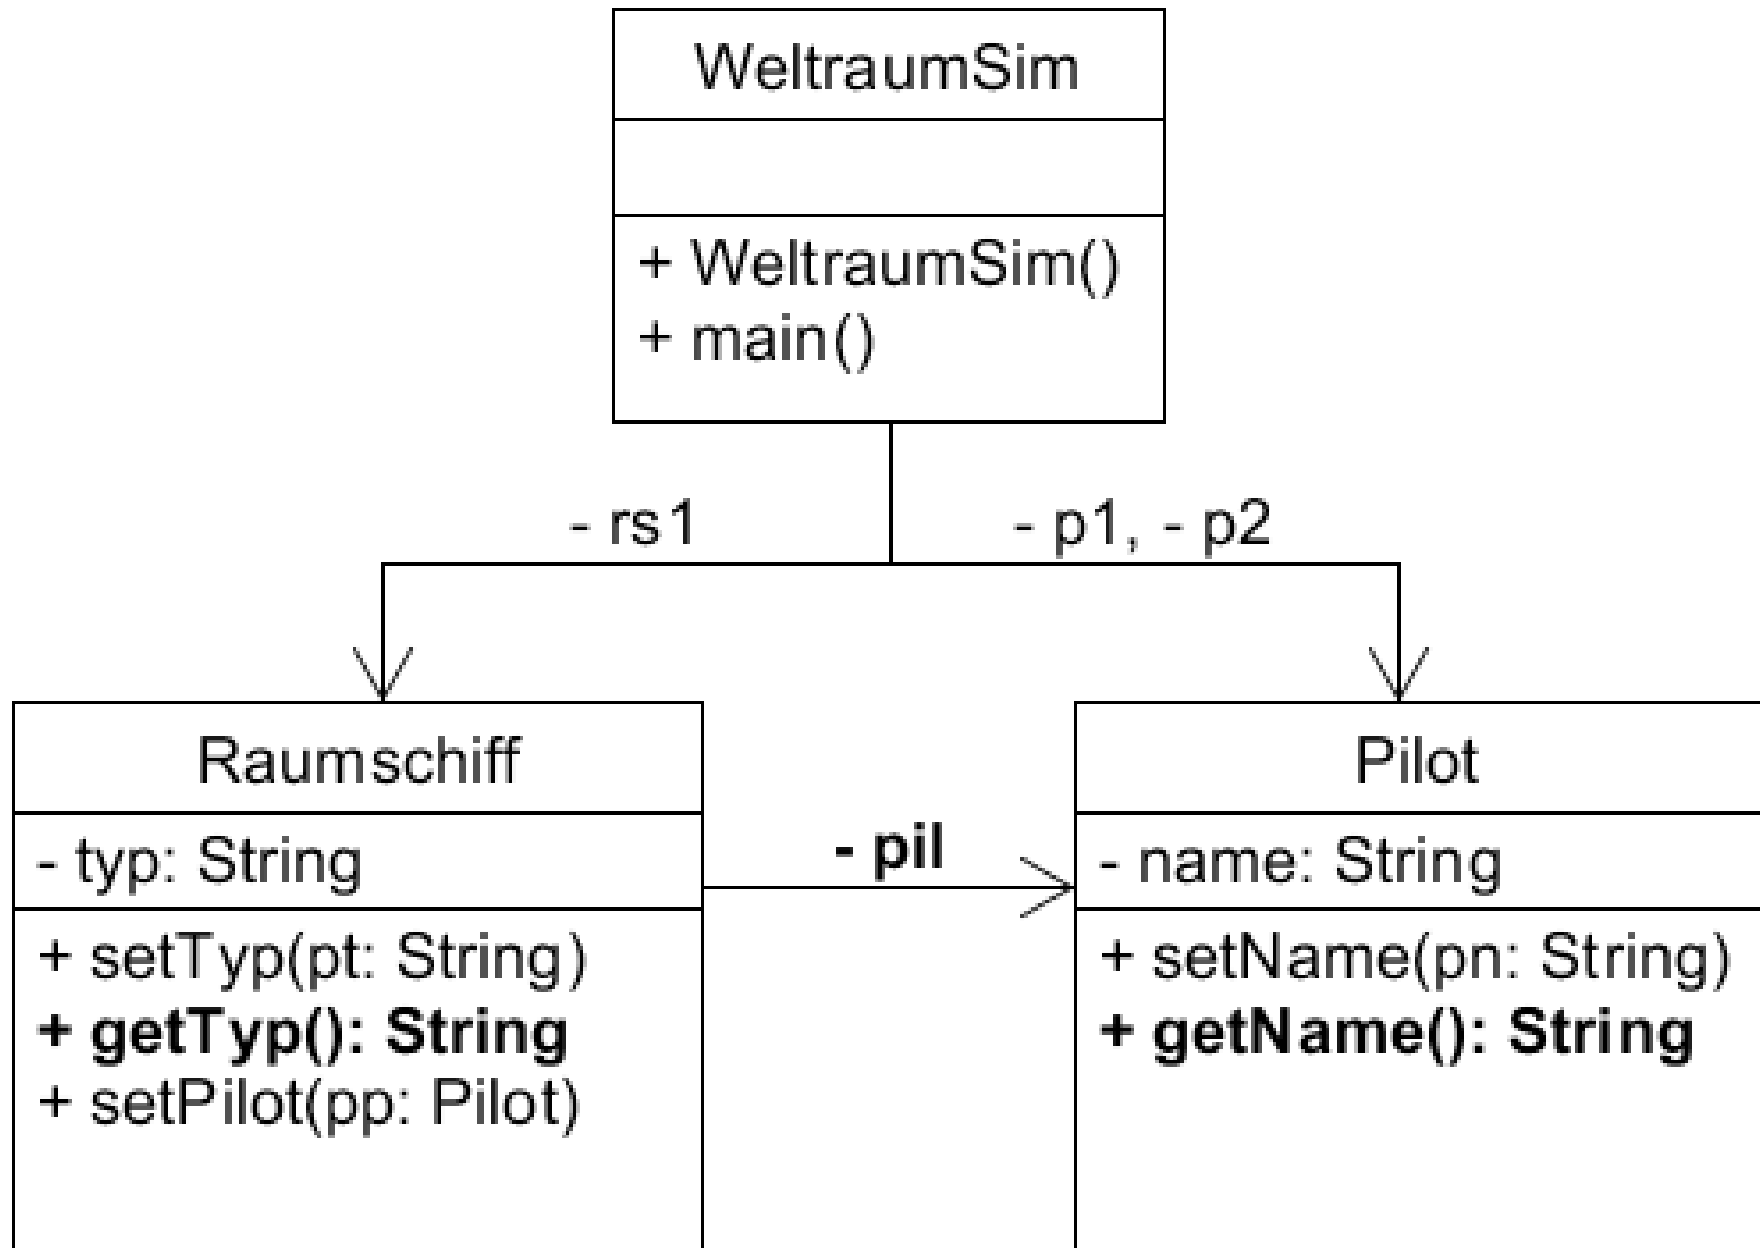 WeltraumSim
+ WeltraumSim()
+ main()
- rs1
- p1, - p2
Raumschiff
- typ: String
+ setTyp(pt: String)
+ getTyp(): String
+ setPilot(pp: Pilot)
- pil
Pilot
- name: String
+ setName(pn: String)
+ getName(): String